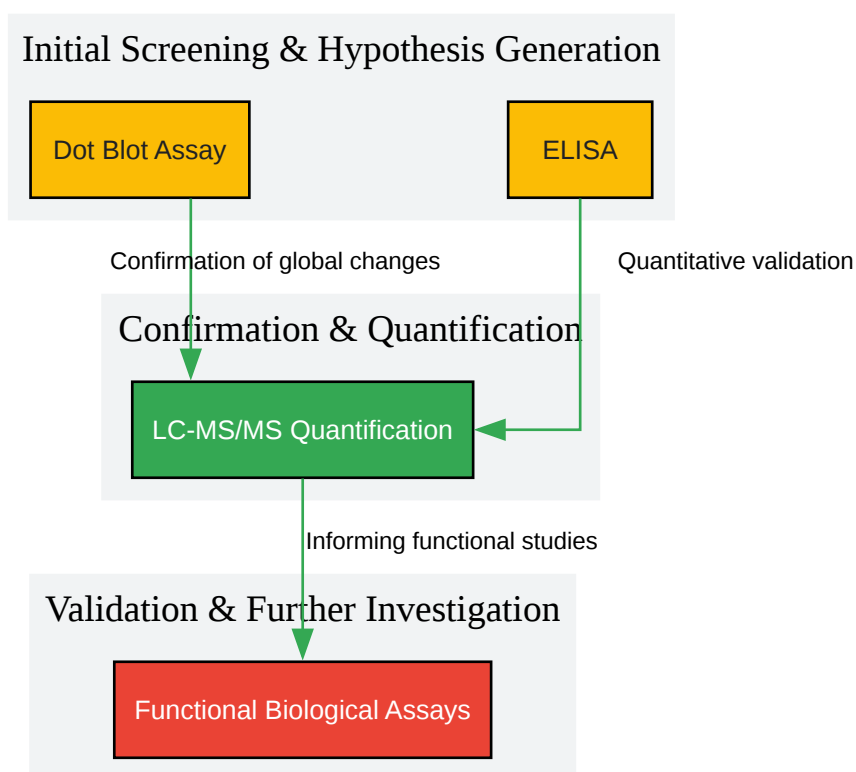 Initial Screening & Hypothesis Generation
Dot Blot Assay
ELISA
Confirmation of global changes
Quantitative validation
Confirmation & Quantification
LC-MS/MS Quantification
Informing functional studies
Validation & Further Investigation
Functional Biological Assays